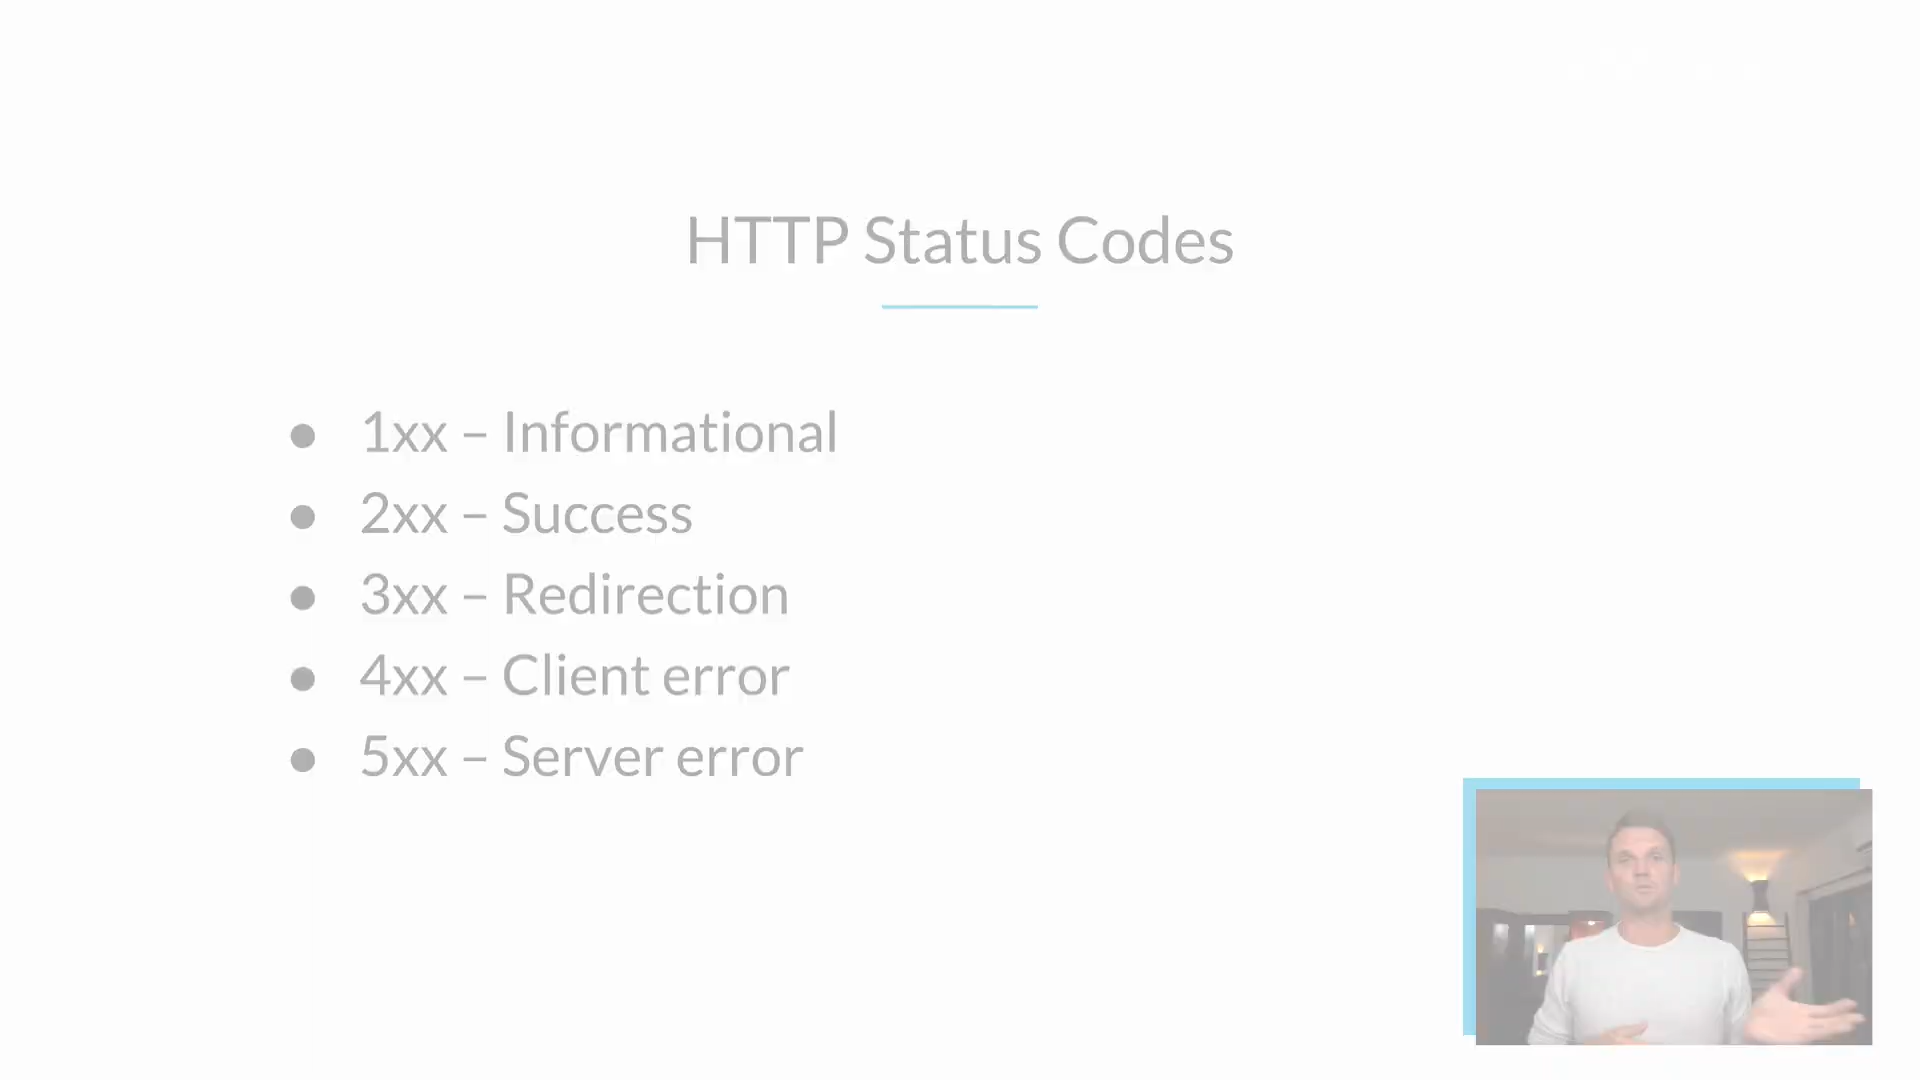 HTTP Status Codes
● 1xx – Informational
● 2xx – Success
● 3xx – Redirection
● 4xx – Client error
● 5xx – Server error